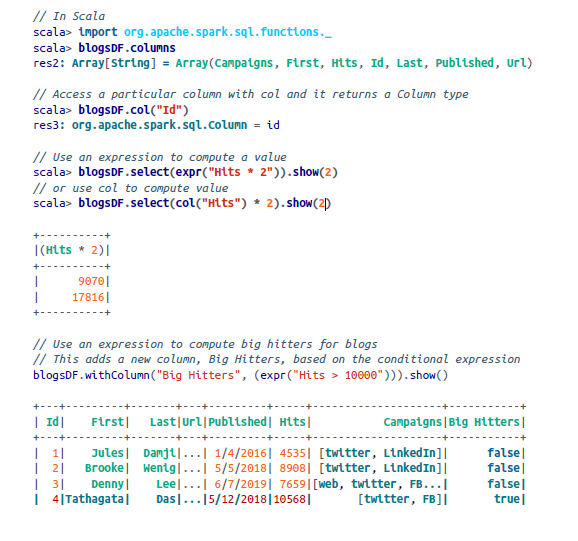 // In Scala
scala> import org.apache.spark.sql.functions._
scala> blogsDF.columns
res2: Array[String] = Array(Campaigns, First, Hits, Id, Last, Published, Url)
// Access a particular column with col and it returns a Column type
scala> blogsDF.col("Id")
res3: org.apache.spark.sql.Column = id
// Use an expression to compute a value
scala> blogsDF.select(expr("Hits * 2")).show(2)
// or use col to compute value
scala> blogsDF.select(col("Hits") * 2).show(2)
+----------+
|(Hits * 2)|
+----------+
|      9070|
|     17816|
+----------+
// Use an expression to compute big hitters for blogs
// This adds a new column, Big Hitters, based on the conditional expression
blogsDF.withColumn("Big Hitters", (expr("Hits > 10000"))).show()
+---+---------+-------+---+---------+-----+--------------------+-----------+
| Id|    First|   Last|Url|Published| Hits|           Campaigns|Big Hitters|
+---+---------+-------+---+---------+-----+--------------------+-----------+
|  1|    Jules|  Damji|...| 1/4/2016| 4535| [twitter, LinkedIn]|      false|
|  2|   Brooke|  Wenig|...| 5/5/2018| 8908| [twitter, LinkedIn]|      false|
|  3|    Denny|    Lee|...| 6/7/2019| 7659|[web, twitter, FB...|      false|
|  4|Tathagata|    Das|...|5/12/2018|10568|       [twitter, FB]|       true|